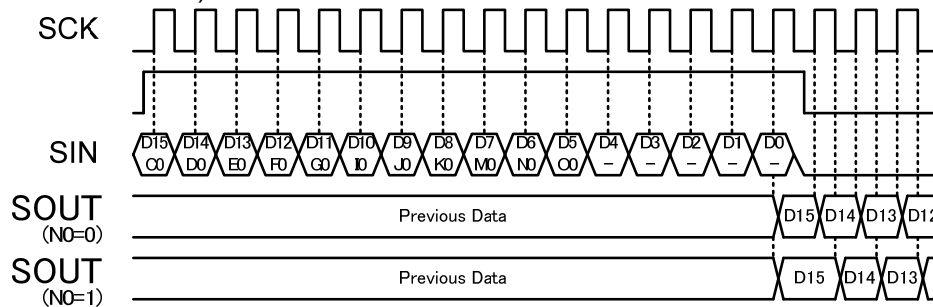 SCK
SIN
D15 D14 D13 D12 D11 D10 D9 D8 D7 D6 D5 D4 D3 D2 D1 D0
C0 D0 E0 F0 G0 I0 J0 K0 M0 N0 O0 - - - - -
SOUT
(N0=0)
Previous Data D15 D14 D13 D12
SOUT
(N0=1)
Previous Data D15 D14 D13